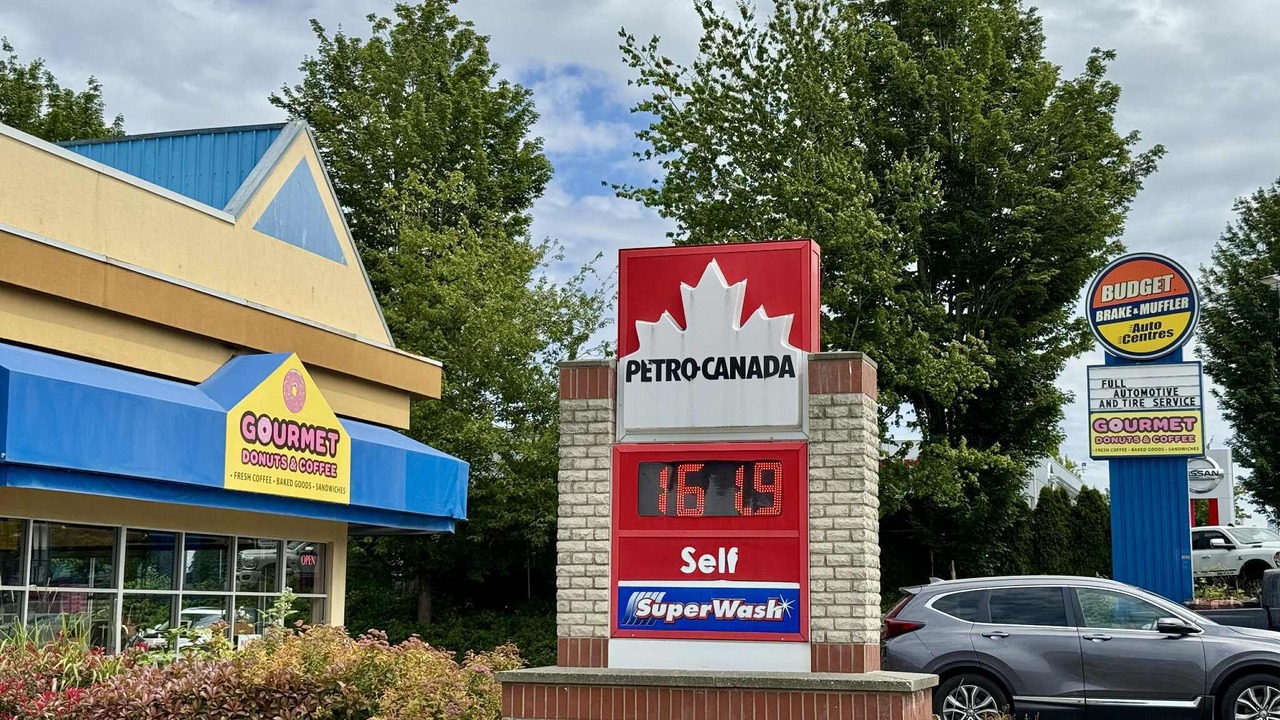 GOURMET
DONUTS & COFFEE
• FRESH COFFEE • BAKED GOODS • SANDWICHES
OPEN
PETRO-CANADA
161.9
Self
SuperWash
BUDGET
BRAKE & MUFFLER
Auto
Centres
FULL
AUTOMOTIVE
AND TIRE SERVICE
GOURMET
DONUTS & COFFEE
• FRESH COFFEE • BAKED GOODS • SANDWICHES
NISSAN